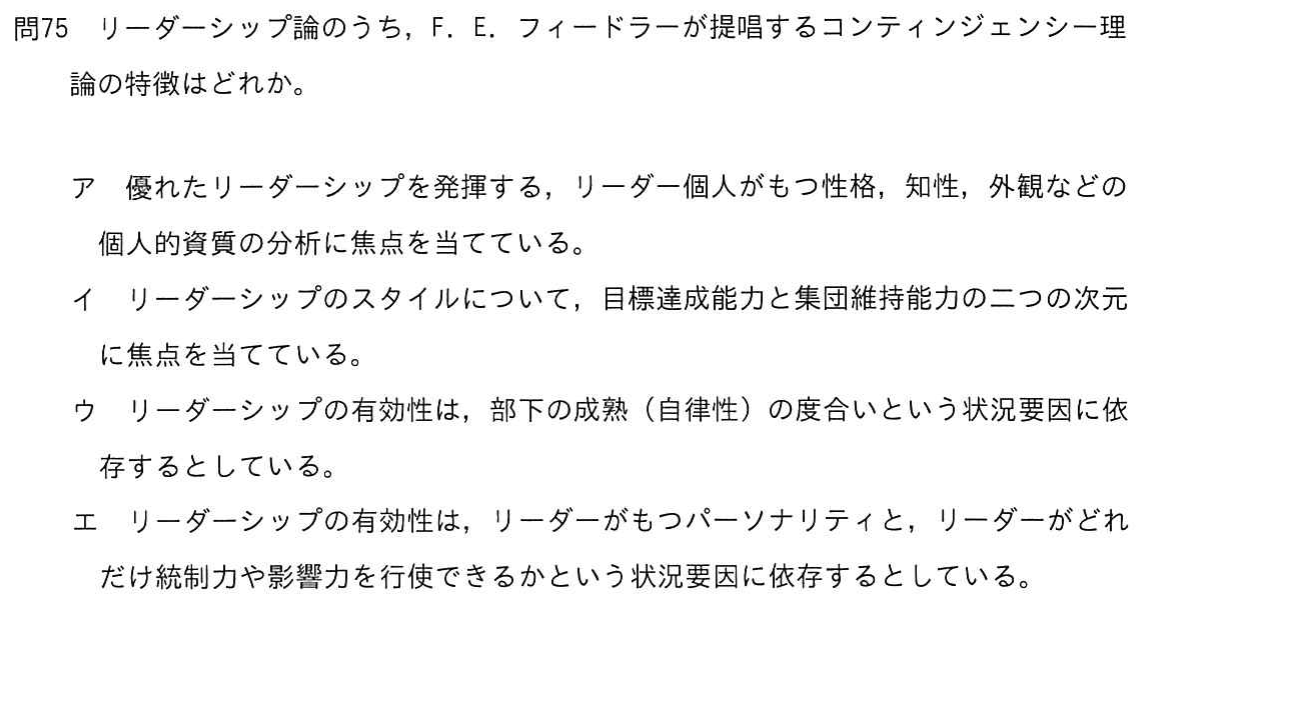 問75　リーダーシップ論のうち，F．E．フィードラーが提唱するコンティンジェンシー理
論の特徴はどれか。
ア　優れたリーダーシップを発揮する，リーダー個人がもつ性格，知性，外観などの
個人的資質の分析に焦点を当てている。
イ　リーダーシップのスタイルについて，目標達成能力と集団維持能力の二つの次元
に焦点を当てている。
ウ　リーダーシップの有効性は，部下の成熟（自律性）の度合いという状況要因に依
存するとしている。
エ　リーダーシップの有効性は，リーダーがもつパーソナリティと，リーダーがどれ
だけ統制力や影響力を行使できるかという状況要因に依存するとしている。